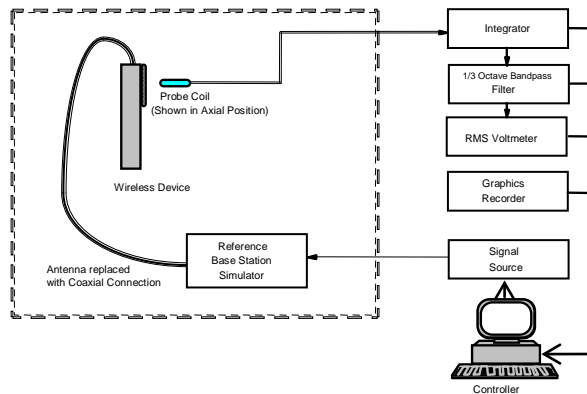 Integrator
1/3 Octave Bandpass
Filter
RMS Voltmeter
Graphics
Recorder
Signal
Source
Controller
Probe Coil
(Shown in Axial Position)
Wireless Device
Reference
Base Station
Simulator
Antenna replaced
with Coaxial Connection